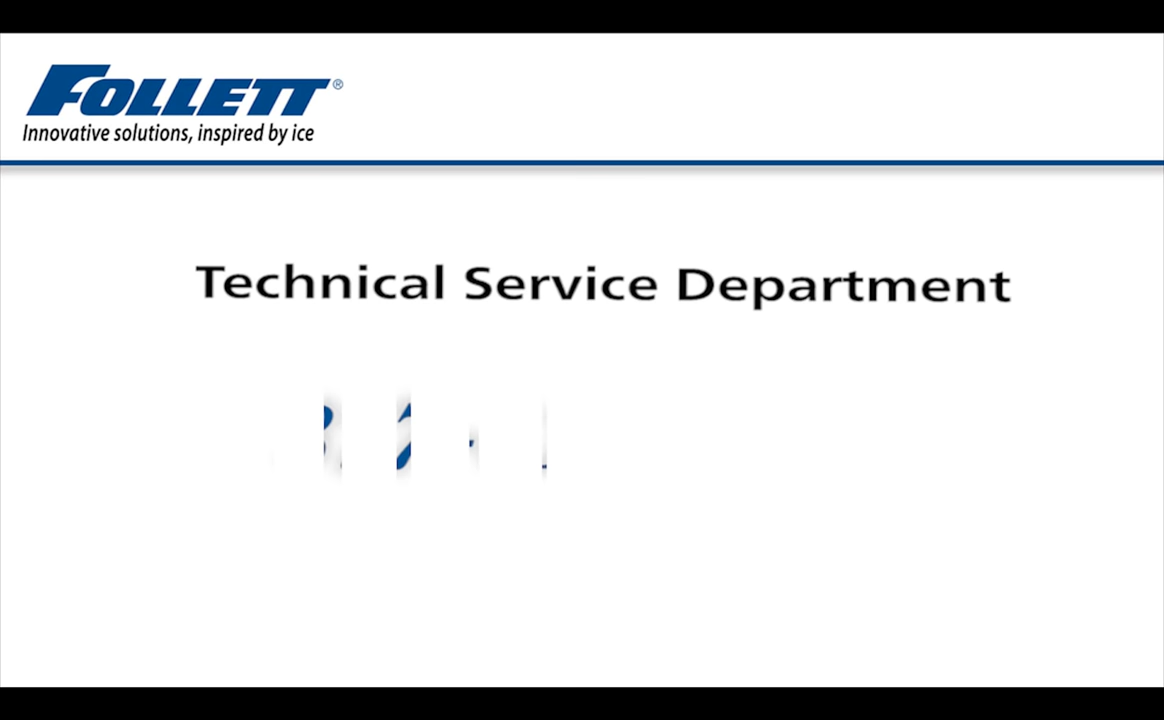 FOLLETT®
Innovative solutions, inspired by ice
Technical Service Department